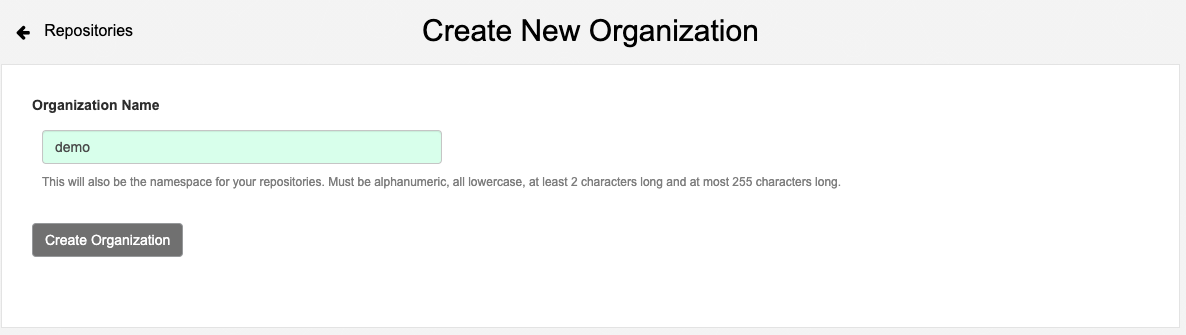 Repositories
Create New Organization
Organization Name
demo
This will also be the namespace for your repositories. Must be alphanumeric, all lowercase, at least 2 characters long and at most 255 characters long.
Create Organization